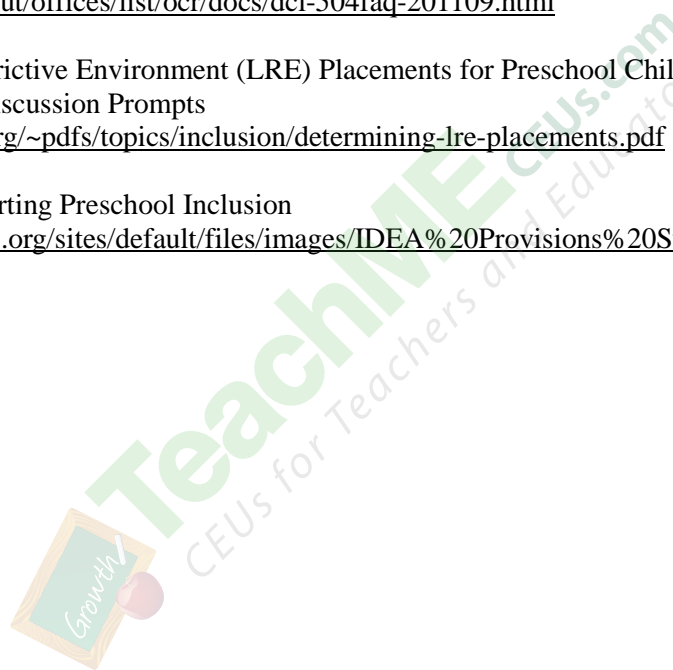 ut/offices/list/ocr/docs/dcl-504faq-201109.html
rictive Environment (LRE) Placements for Preschool Chil
iscussion Prompts
rg/~pdfs/topics/inclusion/determining-lre-placements.pdf
rting Preschool Inclusion
.org/sites/default/files/images/IDEA%20Provisions%20S
TeachMECEUs.com
CEUs for Teachers and Educato
Growth